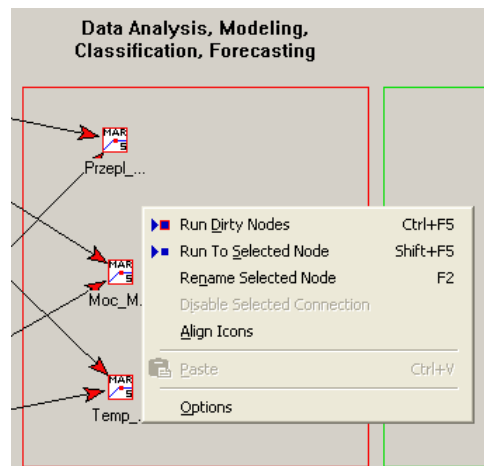 Data Analysis, Modeling,
Classification, Forecasting
MAR
S
Przepl_...
Run Dirty Nodes Ctrl+F5
Run To Selected Node Shift+F5
MAR
S
Rename Selected Node F2
Moc_M.
Disable Selected Connection
Align Icons
Paste Ctrl+V
MAR
S
Options
Temp_..